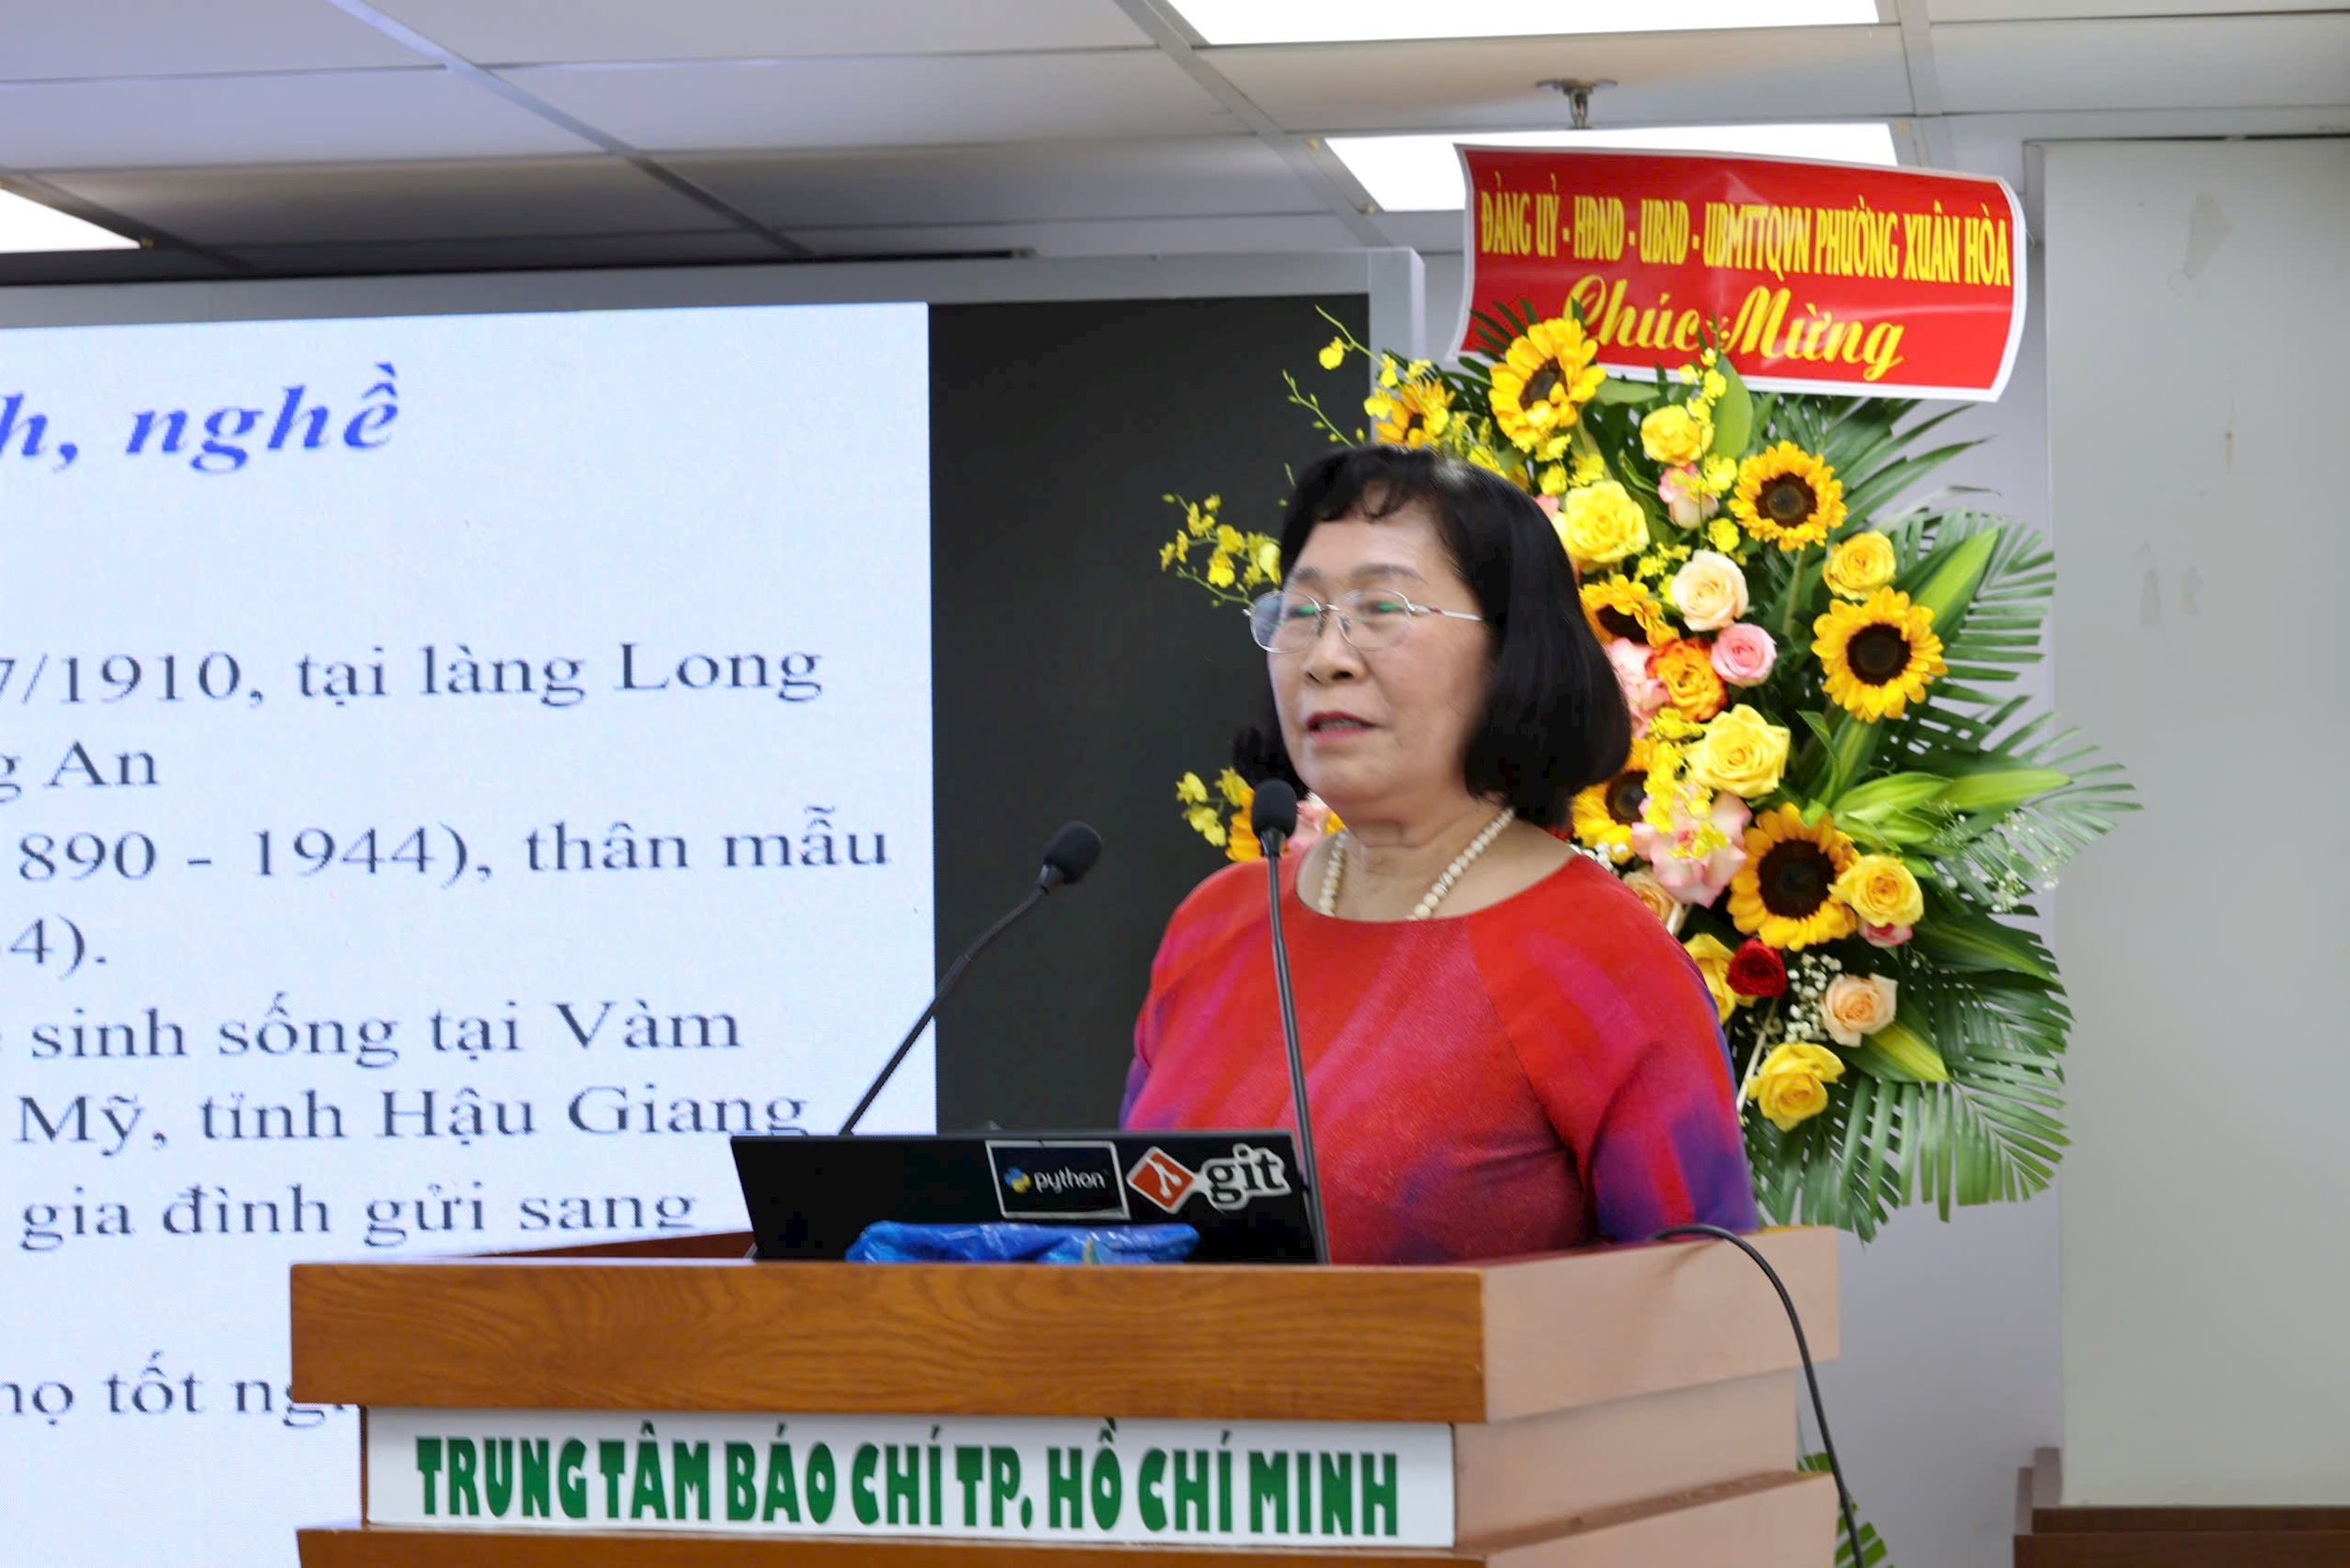 ĐẢNG UỶ - HĐND - UBND - UBMTTQVN PHƯỜNG XUÂN HÒA
Chúc Mừng
nghề
/1910, tại làng Long
An
890 - 1944), thân mẫu
4).
sinh sống tại Vàm
Mỹ, tỉnh Hậu Giang
gia đình gửi sang
họ tốt
python
git
TRUNG TÂM BÁO CHÍ TP. HỒ CHÍ MINH